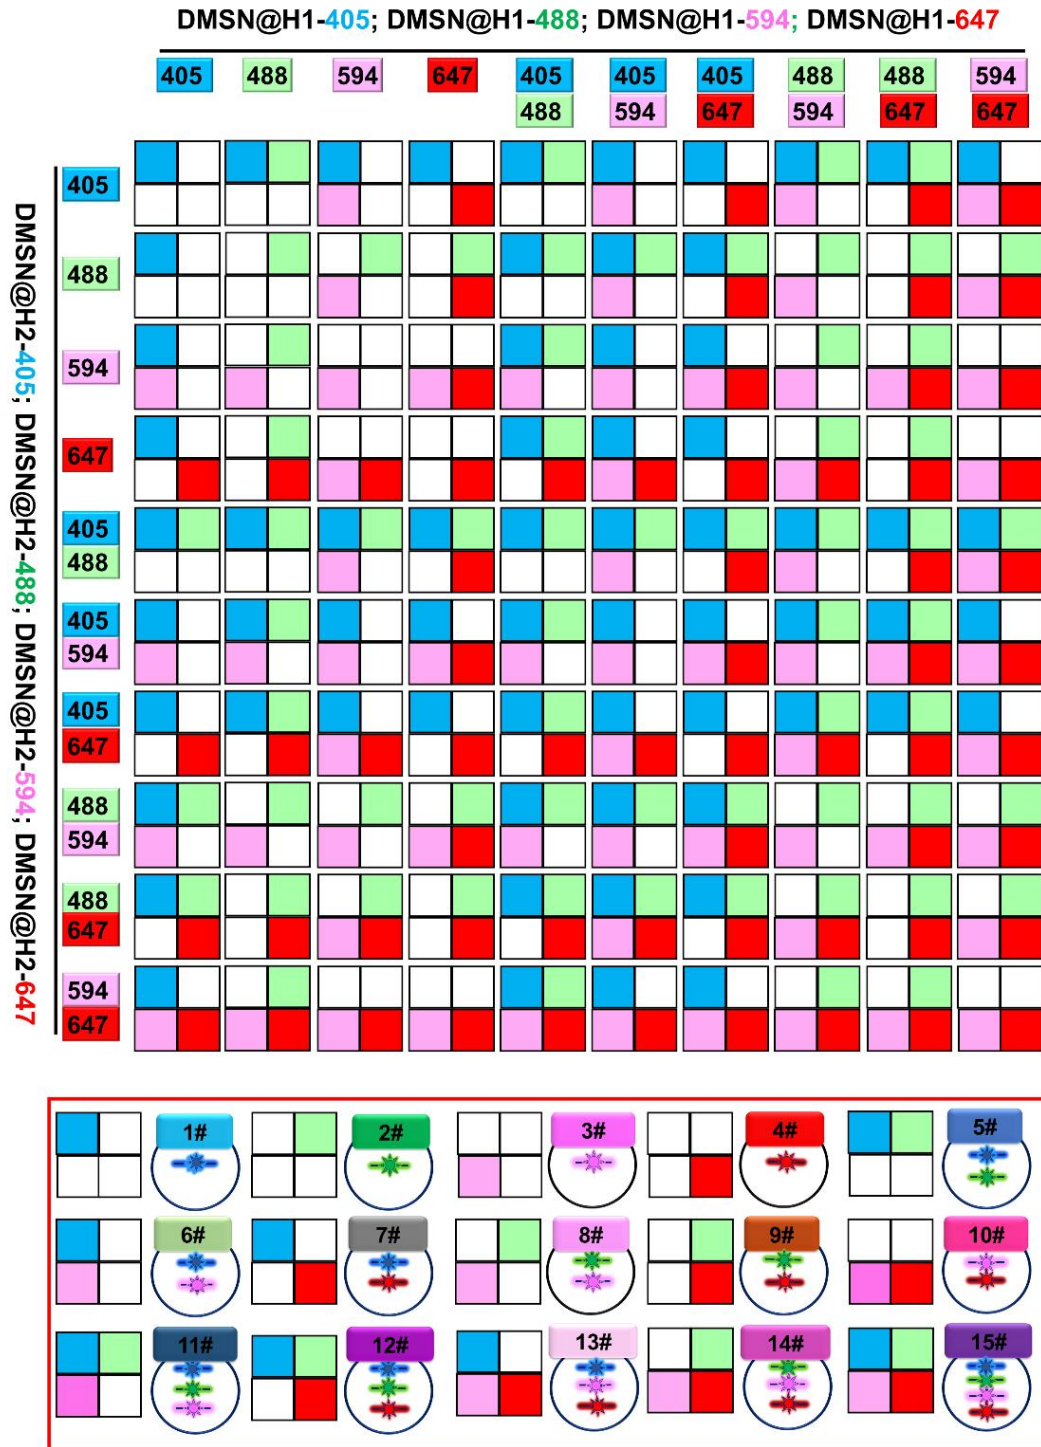 DMSN@H1-405; DMSN@H1-488; DMSN@H1-594; DMSN@H1-647
405 488 594 647 405 405 405 488 488 594
488 594 647 594 647 647
DMSN@H2-405; DMSN@H2-488; DMSN@H2-594; DMSN@H2-647
405
488
594
647
405
488
405
594
405
647
488
594
488
647
594
647
1# 2# 3# 4# 5#
6# 7# 8# 9# 10#
11# 12# 13# 14# 15#